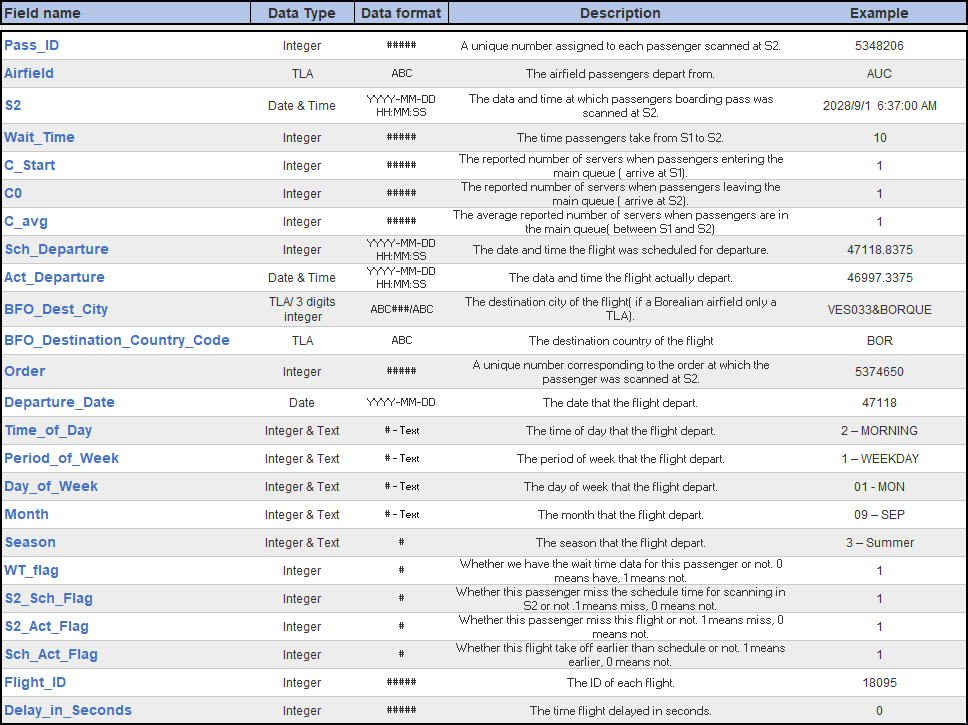 Field name Data Type Data format Description Example
Pass_ID Integer ##### A unique number assigned to each passenger scanned at S2. 5348206
Airfield TLA ABC The airfield passengers depart from. AUC
S2 Date & Time YYYY-MM-DD HH:MM:SS The data and time at which passengers boarding pass was scanned at S2. 2028/9/1 6:37:00 AM
Wait_Time Integer ##### The time passengers take from S1 to S2. 10
C_Start Integer ##### The reported number of servers when passengers entering the main queue ( arrive at S1). 1
C0 Integer ##### The reported number of servers when passengers leaving the main queue ( arrive at S2). 1
C_avg Integer ##### The average reported number of servers when passengers are in the main queue( between S1 and S2) 1
Sch_Departure Integer YYYY-MM-DD HH:MM:SS The date and time the flight was scheduled for departure. 47118.8375
Act_Departure Date & Time YYYY-MM-DD HH:MM:SS The data and time the flight actually depart. 46997.3375
BFO_Dest_City TLA/ 3 digits integer ABC###/ABC The destination city of the flight( if a Borealian airfield only a TLA). VES033&BORQUE
BFO_Destination_Country_Code TLA ABC The destination country of the flight BOR
Order Integer ##### A unique number corresponding to the order at which the passenger was scanned at S2. 5374650
Departure_Date Date YYYY-MM-DD The date that the flight depart. 47118
Time_of_Day Integer & Text # - Text The time of day that the flight depart. 2 – MORNING
Period_of_Week Integer & Text # - Text The period of week that the flight depart. 1 – WEEKDAY
Day_of_Week Integer & Text # - Text The day of week that the flight depart. 01 - MON
Month Integer & Text # - Text The month that the flight depart. 09 – SEP
Season Integer & Text # The season that the flight depart. 3 – Summer
WT_flag Integer # Whether we have the wait time data for this passenger or not. 0 means have, 1 means not. 1
S2_Sch_Flag Integer # Whether this passenger miss the schedule time for scanning in S2 or not .1 means miss, 0 means not. 1
S2_Act_Flag Integer # Whether this passenger miss this flight or not. 1 means miss, 0 means not. 1
Sch_Act_Flag Integer # Whether this flight take off earlier than schedule or not. 1 means earlier, 0 means not. 1
Flight_ID Integer ##### The ID of each flight. 18095
Delay_in_Seconds Integer ##### The time flight delayed in seconds. 0